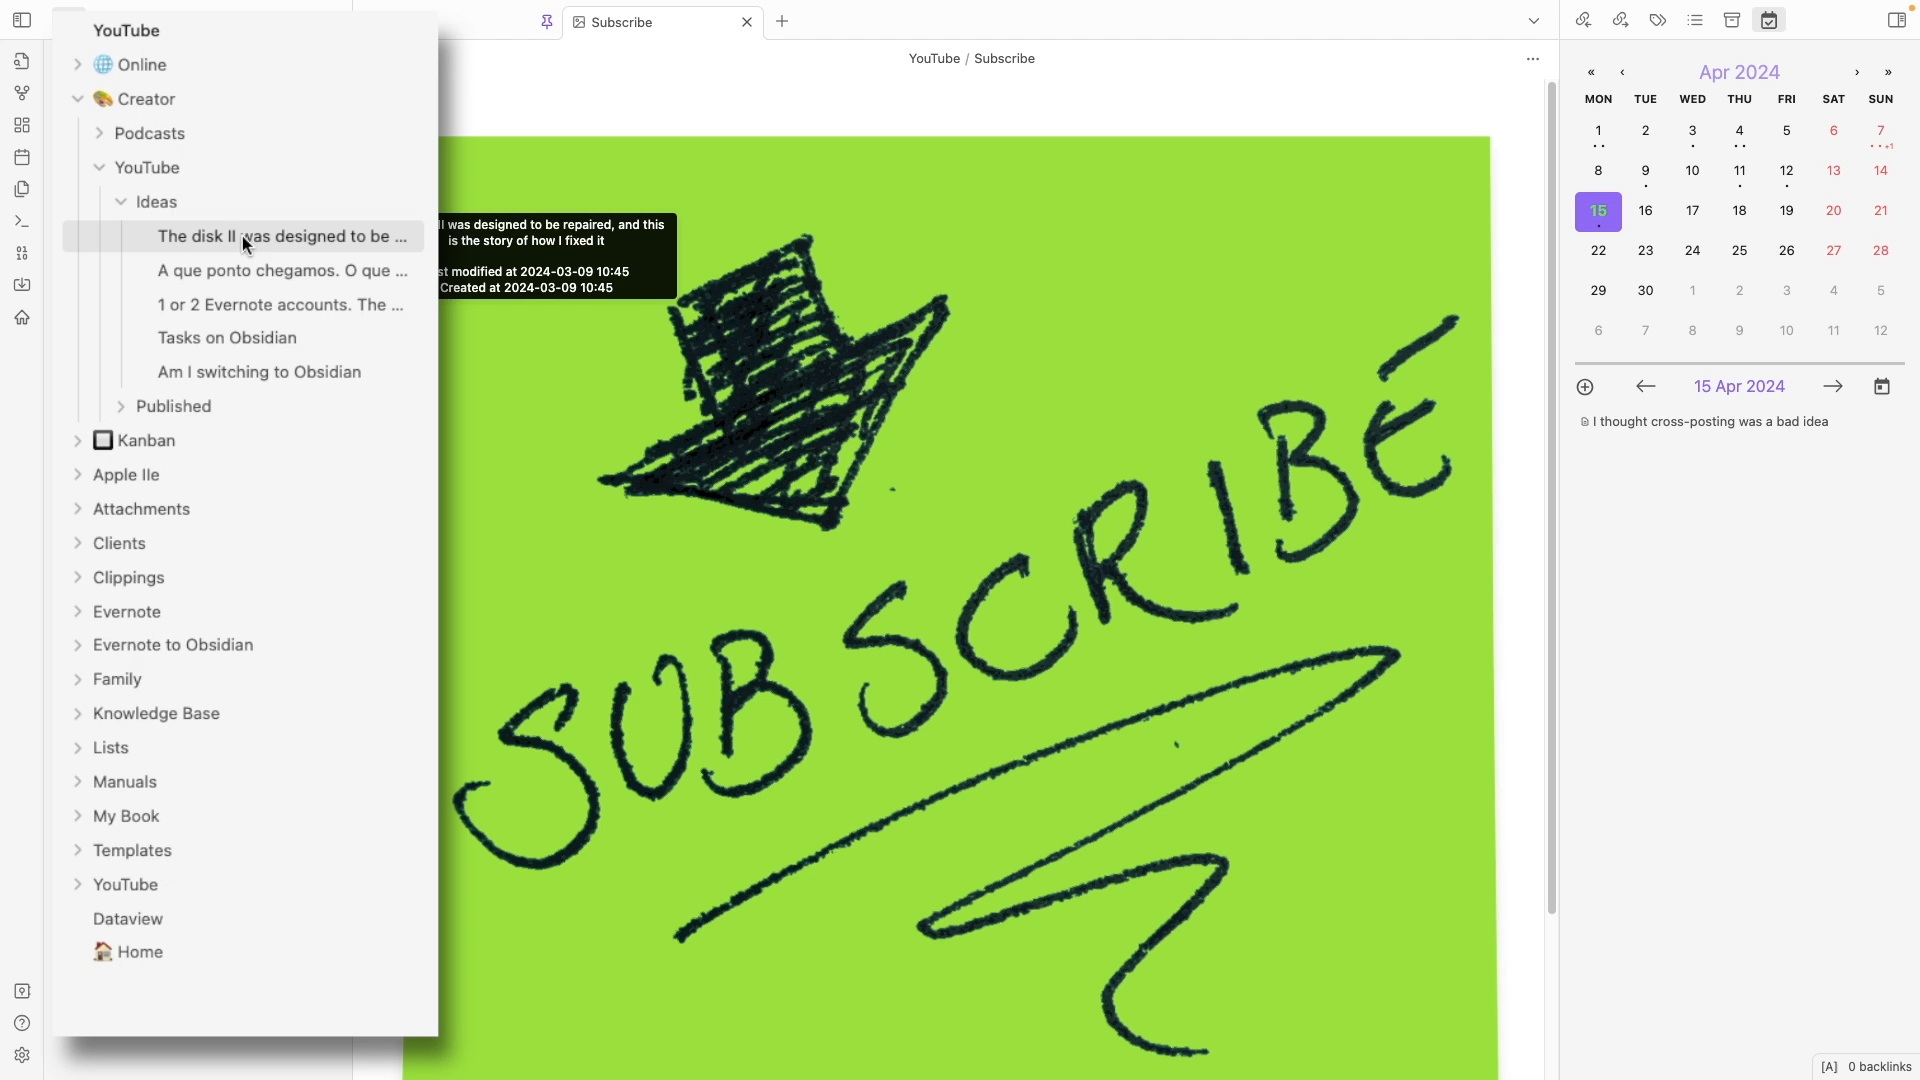 YouTube
Online
Creator
Podcasts
YouTube
Ideas
The disk II was designed to be ...
A que ponto chegamos. O que ...
1 or 2 Evernote accounts. The ...
Tasks on Obsidian
Am I switching to Obsidian
Published
Kanban
Apple IIe
Attachments
Clients
Clippings
Evernote
Evernote to Obsidian
Family
Knowledge Base
Lists
Manuals
My Book
Templates
YouTube
Dataview
Home
Subscribe
YouTube / Subscribe
II was designed to be repaired, and this
is the story of how I fixed it
modified at 2024-03-09 10:45
Created at 2024-03-09 10:45
SUBSCRIBE
« ‹ Apr 2024 › »
MON TUE WED THU FRI SAT SUN
1 2 3 4 5 6 7
+1
8 9 10 11 12 13 14
15 16 17 18 19 20 21
22 23 24 25 26 27 28
29 30 1 2 3 4 5
6 7 8 9 10 11 12
15 Apr 2024
I thought cross-posting was a bad idea
[A] 0 backlinks